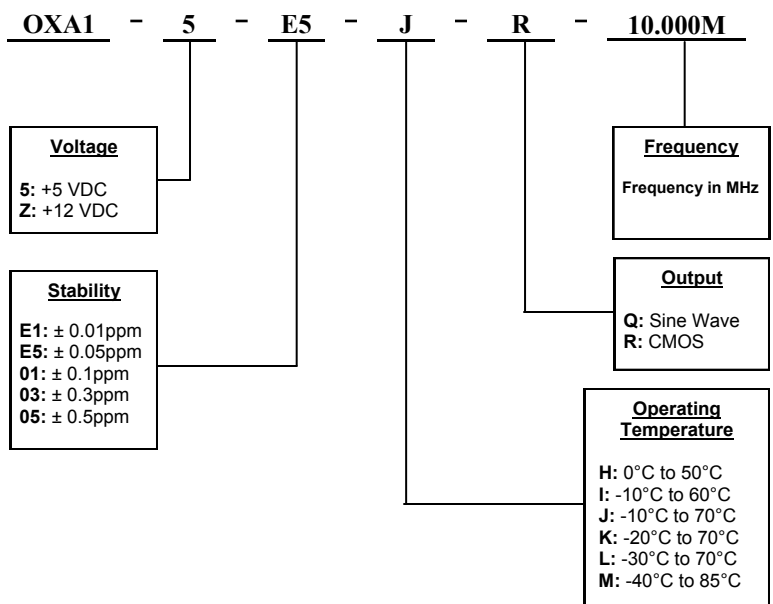 OXA1 - 5 - E5 - J - R - 10.000M
Voltage
5: +5 VDC
Z: +12 VDC
Stability
E1: ± 0.01ppm
E5: ± 0.05ppm
01: ± 0.1ppm
03: ± 0.3ppm
05: ± 0.5ppm
Frequency
Frequency in MHz
Output
Q: Sine Wave
R: CMOS
Operating
Temperature
H: 0°C to 50°C
I: -10°C to 60°C
J: -10°C to 70°C
K: -20°C to 70°C
L: -30°C to 70°C
M: -40°C to 85°C